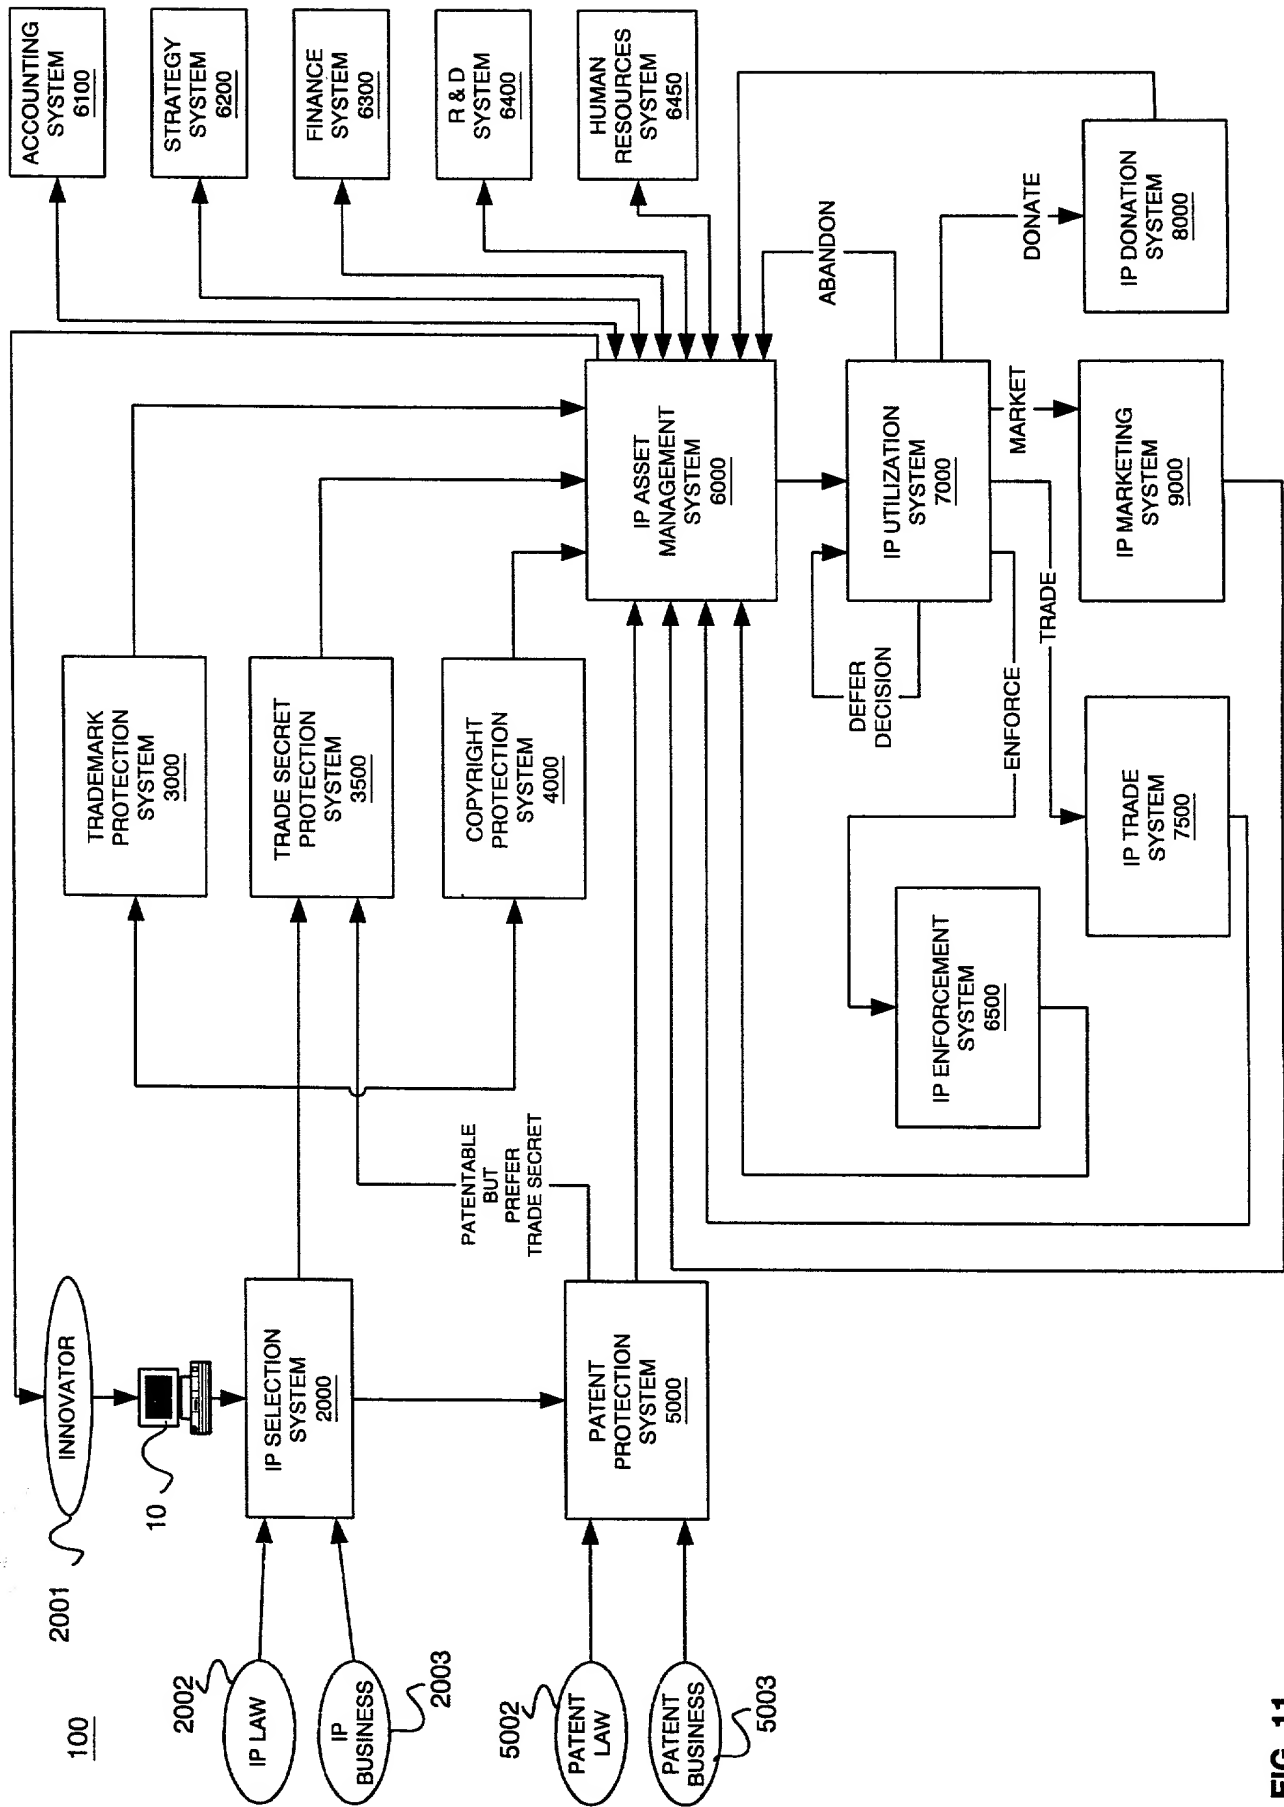 100
2001
INNOVATOR
10
2002
IP LAW
IP
BUSINESS
2003
IP SELECTION
SYSTEM
2000
5002
PATENT
LAW
PATENT
BUSINESS
5003
PATENT
PROTECTION
SYSTEM
5000
PATENTABLE
BUT
PREFER
TRADE SECRET
TRADEMARK
PROTECTION
SYSTEM
3000
TRADE SECRET
PROTECTION
SYSTEM
3500
COPYRIGHT
PROTECTION
SYSTEM
4000
IP ASSET
MANAGEMENT
SYSTEM
6000
ACCOUNTING
SYSTEM
6100
STRATEGY
SYSTEM
6200
FINANCE
SYSTEM
6300
R & D
SYSTEM
6400
HUMAN
RESOURCES
SYSTEM
6450
ABANDON
DEFER
DECISION
IP UTILIZATION
SYSTEM
7000
ENFORCE
TRADE
MARKET
DONATE
IP ENFORCEMENT
SYSTEM
6500
IP TRADE
SYSTEM
7500
IP MARKETING
SYSTEM
9000
IP DONATION
SYSTEM
8000
FIG. 11